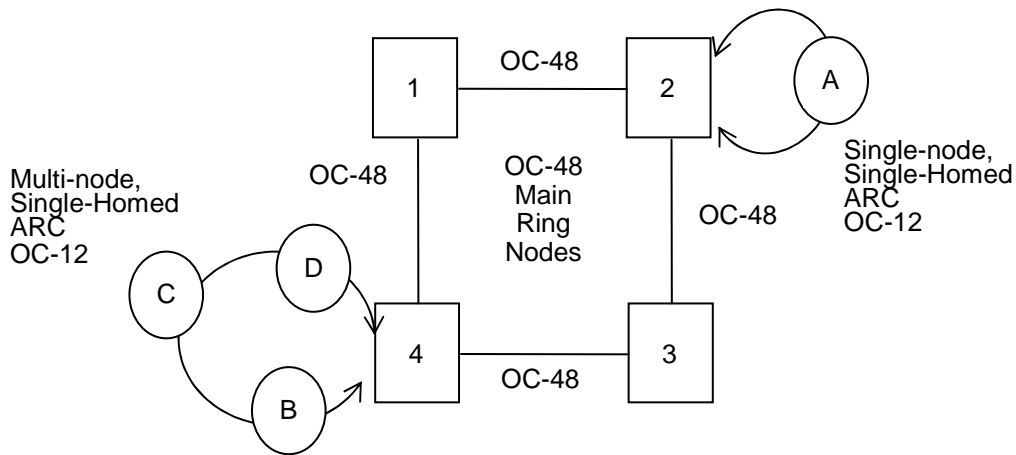 1
OC-48
2
A
OC-48
OC-48
Main
Ring
Nodes
OC-48
Single-node,
Single-Homed
ARC
OC-12
Multi-node,
Single-Homed
ARC
OC-12
D
C
4
3
OC-48
B